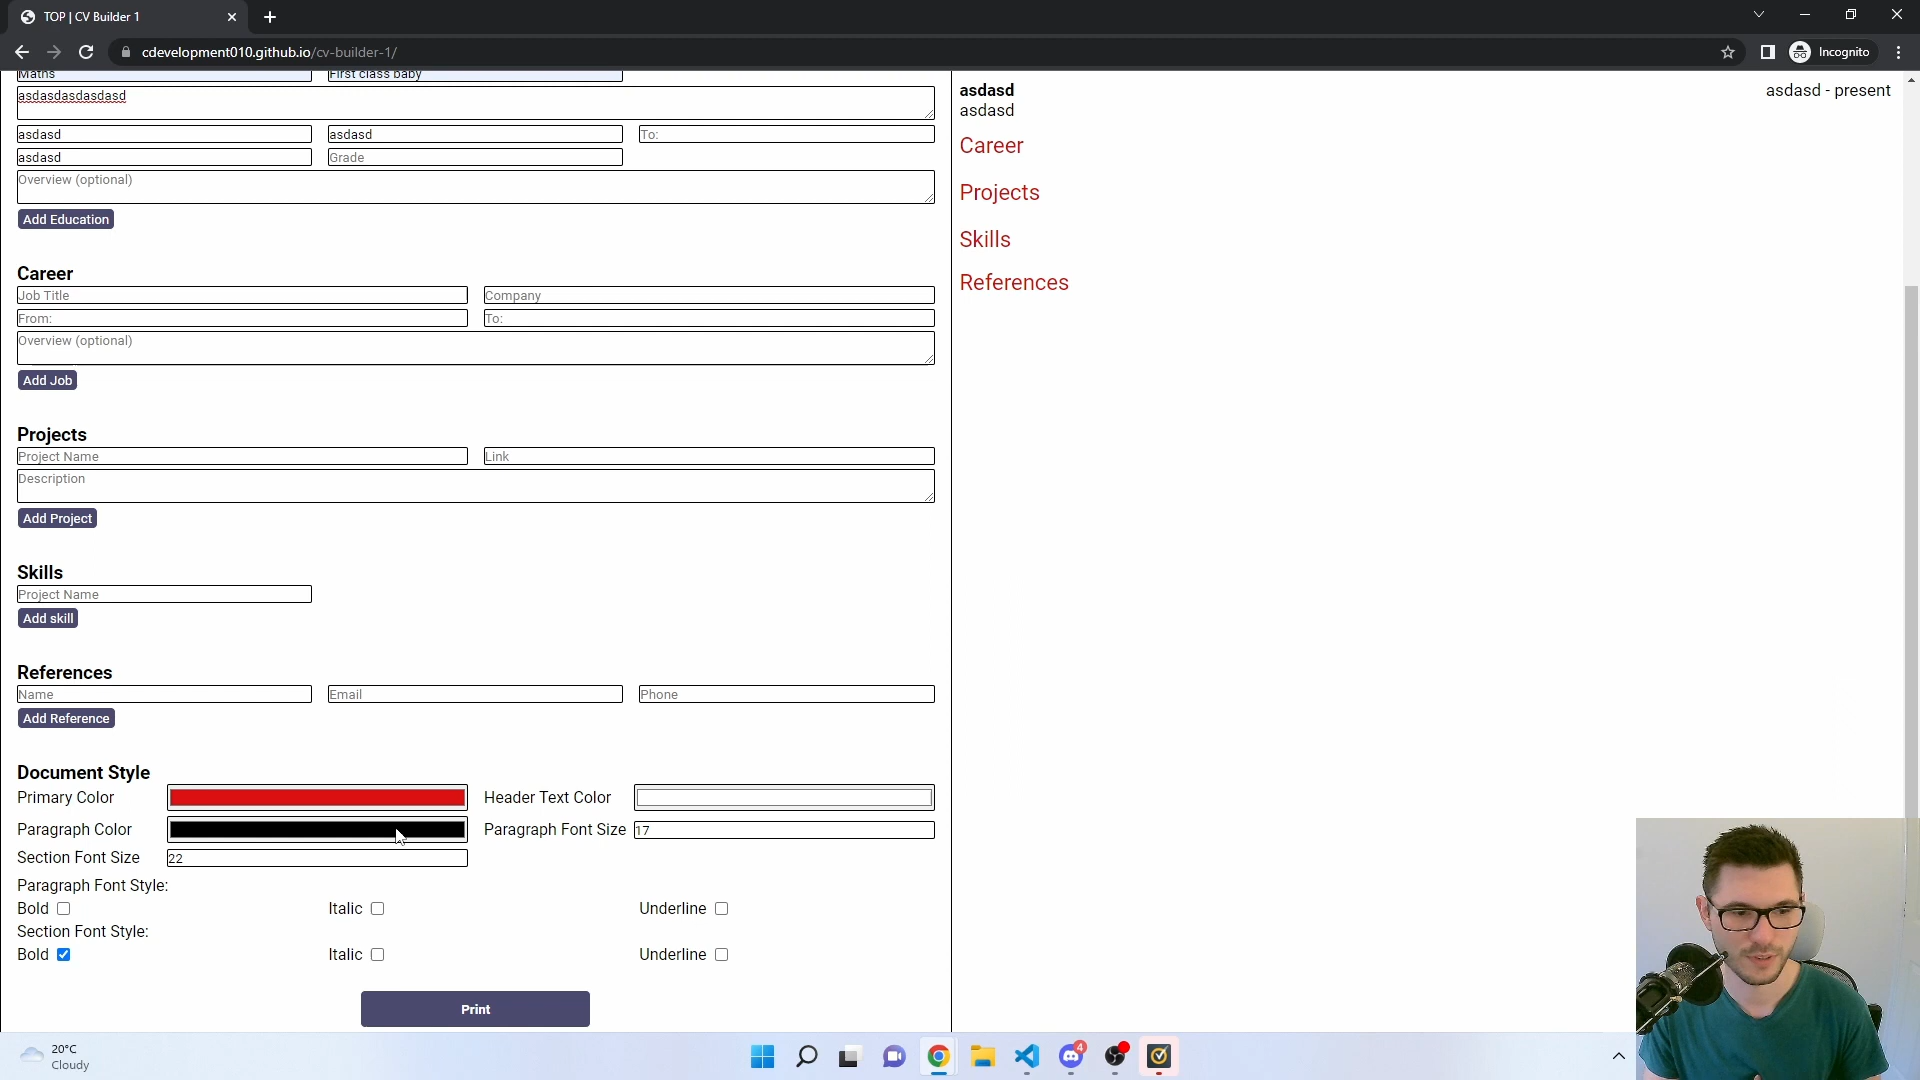 TOP | CV Builder 1
cdevelopment010.github.io/cv-builder-1/
Incognito
Maths First class baby
asdasdasdasdasd
asdasd asdasd To:
asdasd Grade
Overview (optional)
Add Education
Career
Job Title Company
From: To:
Overview (optional)
Add Job
Projects
Project Name Link
Description
Add Project
Skills
Project Name
Add skill
References
Name Email Phone
Add Reference
Document Style
Primary Color Header Text Color
Paragraph Color Paragraph Font Size 17
Section Font Size 22
Paragraph Font Style:
Bold Italic Underline
Section Font Style:
Bold Italic Underline
Print
asdasd asdasd - present
asdasd
Career
Projects
Skills
References
20°C
Cloudy
4